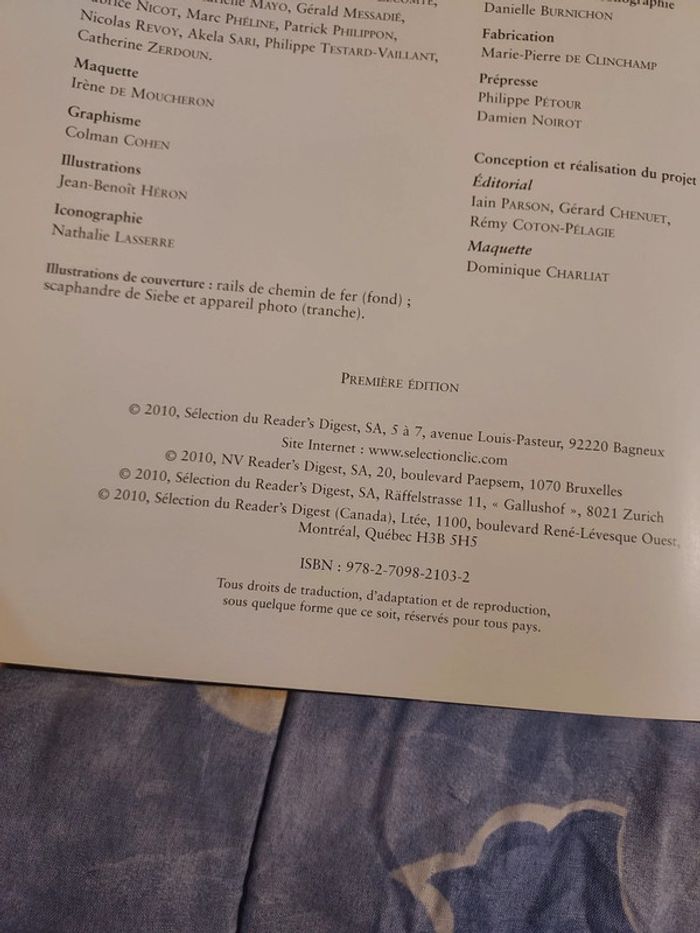 MAYO, Gérald MESSADIÉ,
NICOT, Marc PHÉLINE, Patrick PHILIPPON,
Nicolas REVOY, Akela SARI, Philippe TESTARD-VAILLANT,
Catherine ZERDOUN.
Maquette
Irène DE MOUCHERON
Graphisme
Colman COHEN
Illustrations
Jean-Benoît HÉRON
Iconographie
Nathalie LASSERRE
Danielle BURNICHON
Fabrication
Marie-Pierre DE CLINCHAMP
Prépresse
Philippe PÉTOUR
Damien NOIROT
Conception et réalisation du projet
Éditorial
Iain PARSON, Gérard CHENUET,
Rémy COTON-PÉLAGIE
Maquette
Dominique CHARLIAT
Illustrations de couverture : rails de chemin de fer (fond) ;
scaphandre de Siebe et appareil photo (tranche).
PREMIÈRE ÉDITION
© 2010, Sélection du Reader's Digest, SA, 5 à 7, avenue Louis-Pasteur, 92220 Bagneux
Site Internet : www.selectionclic.com
© 2010, NV Reader's Digest, SA, 20, boulevard Paepsem, 1070 Bruxelles
© 2010, Sélection du Reader's Digest, SA, Räffelstrasse 11, « Gallushof », 8021 Zurich
© 2010, Sélection du Reader's Digest (Canada), Ltée, 1100, boulevard René-Lévesque Ouest,
Montréal, Québec H3B 5H5
ISBN : 978-2-7098-2103-2
Tous droits de traduction, d'adaptation et de reproduction,
sous quelque forme que ce soit, réservés pour tous pays.